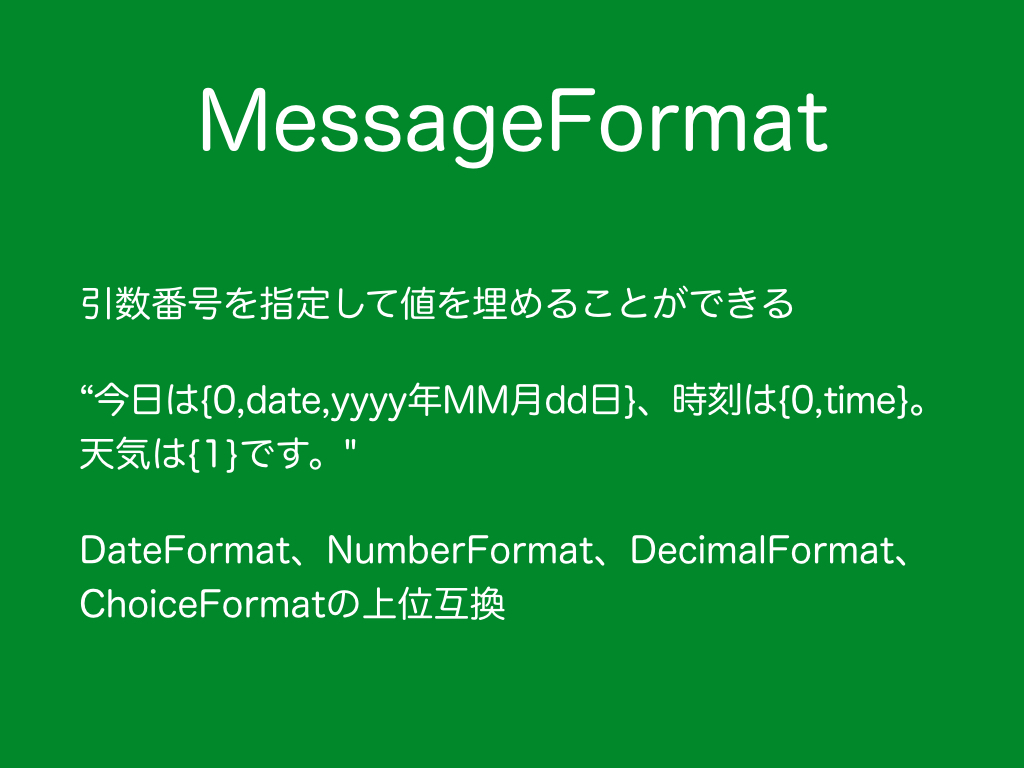 MessageFormat
引数番号を指定して値を埋めることができる
“今日は{0,date,yyyy年MM月dd日}、時刻は{0,time}。
天気は{1}です。"
DateFormat、NumberFormat、DecimalFormat、
ChoiceFormatの上位互換